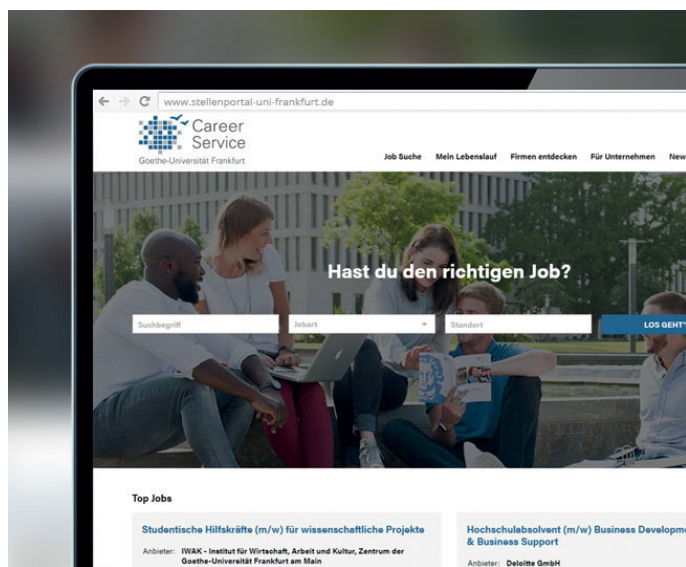 www.stellenportal-uni-frankfurt.de
Career
Service
Goethe-Universität Frankfurt
Job Suche Mein Lebenslauf Firmen entdecken Für Unternehmen New
Hast du den richtigen Job?
Suchbegriff Jobart Standort LOS GEHT'
Top Jobs
Studentische Hilfskräfte (m/w) für wissenschaftliche Projekte
Anbieter: IWAK - Institut für Wirtschaft, Arbeit und Kultur, Zentrum der
Goethe-Universität Frankfurt am Main
Hochschulabsolvent (m/w) Business Developme
& Business Support
Anbieter: Deloitte GmbH